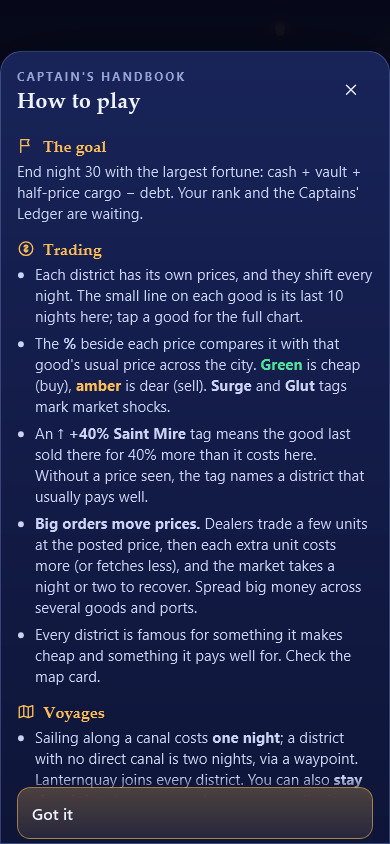 CAPTAIN'S HANDBOOK
How to play
The goal
End night 30 with the largest fortune: cash + vault +
half-price cargo − debt. Your rank and the Captains'
Ledger are waiting.
Trading
• Each district has its own prices, and they shift every
night. The small line on each good is its last 10
nights here; tap a good for the full chart.
• The % beside each price compares it with that
good's usual price across the city. Green is cheap
(buy), amber is dear (sell). Surge and Glut tags
mark market shocks.
• An ↑ +40% Saint Mire tag means the good last
sold there for 40% more than it costs here.
Without a price seen, the tag names a district that
usually pays well.
• Big orders move prices. Dealers trade a few units
at the posted price, then each extra unit costs
more (or fetches less), and the market takes a
night or two to recover. Spread big money across
several goods and ports.
• Every district is famous for something it makes
cheap and something it pays well for. Check the
map card.
Voyages
• Sailing along a canal costs one night; a district
with no direct canal is two nights, via a waypoint.
Lanternquay joins every district. You can also stay
Got it